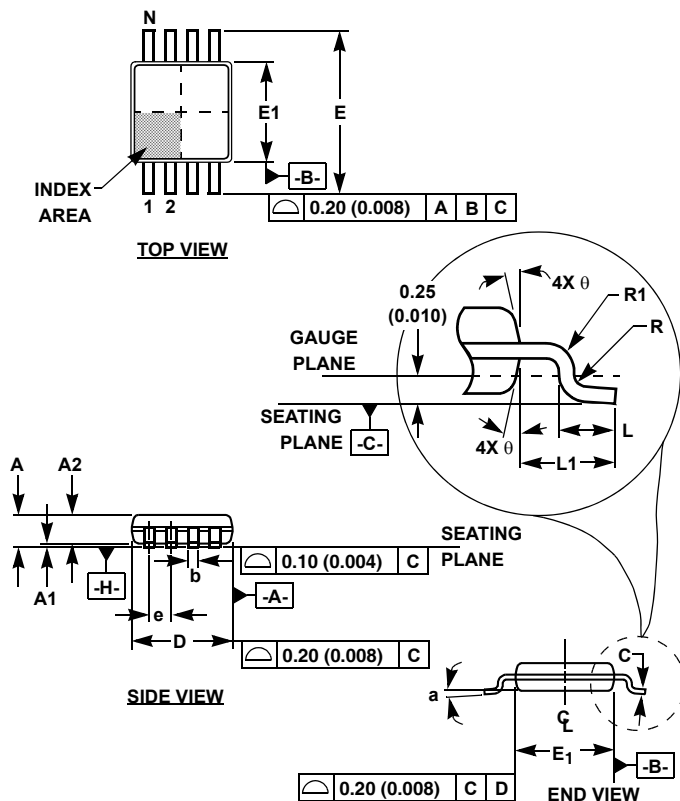 N
E1
E
-B-
INDEX
AREA
1 2
0.20 (0.008) A B C
TOP VIEW
0.25
(0.010)
4X θ
R1
R
GAUGE
PLANE
SEATING
PLANE
-C-
4X θ
L
L1
A
A2
A1
-H-
b
e
D
-A-
SEATING
PLANE
0.10 (0.004) C
0.20 (0.008) C
SIDE VIEW
C
a
CL
E1
-B-
0.20 (0.008) C D
END VIEW